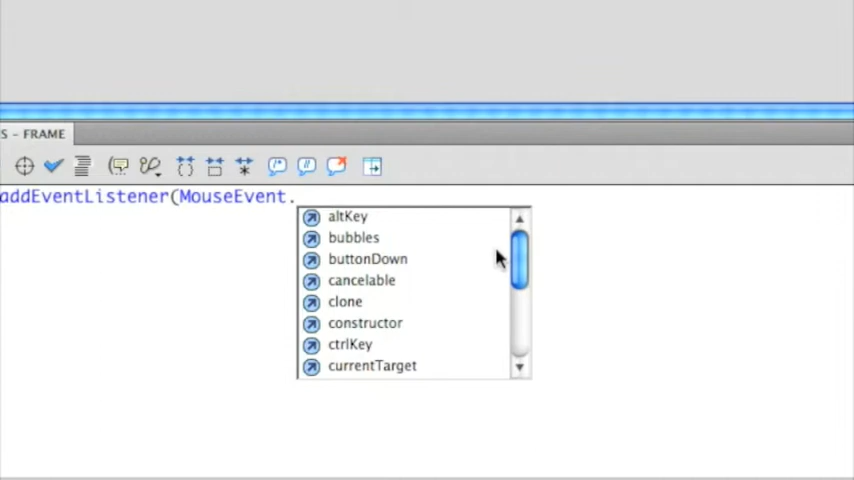 S - FRAME
addEventListener(MouseEvent.
altKey
bubbles
buttonDown
cancelable
clone
constructor
ctrlKey
currentTarget